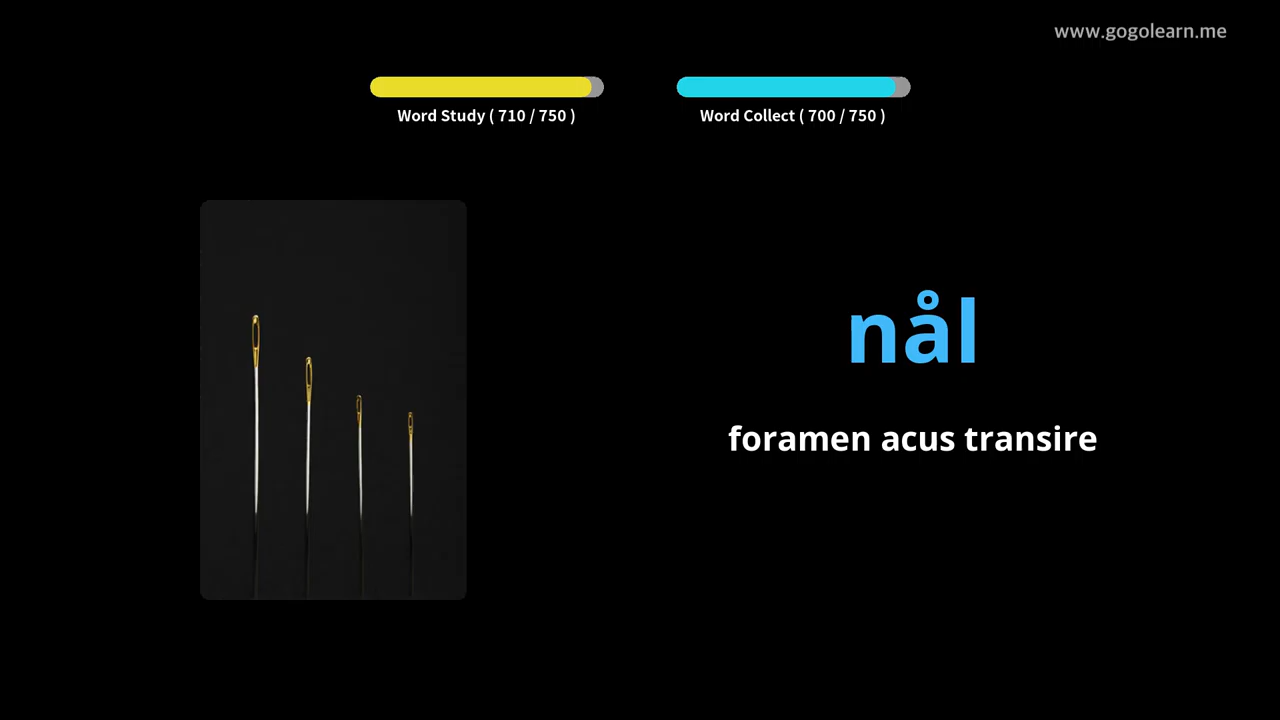 www.gogolearn.me
Word Study ( 710 / 750 )
Word Collect ( 700 / 750 )
nål
foramen acus transire